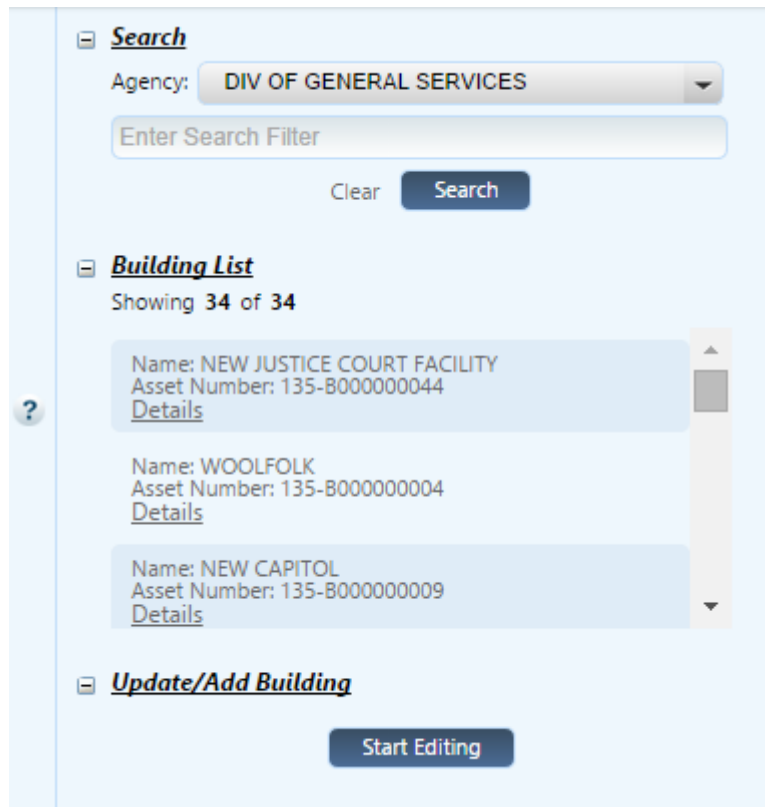 Search
Agency: DIV OF GENERAL SERVICES
Enter Search Filter
Clear Search
Building List
Showing 34 of 34
Name: NEW JUSTICE COURT FACILITY
Asset Number: 135-B000000044
Details
?
Name: WOOLFOLK
Asset Number: 135-B000000004
Details
Name: NEW CAPITOL
Asset Number: 135-B000000009
Details
Update/Add Building
Start Editing